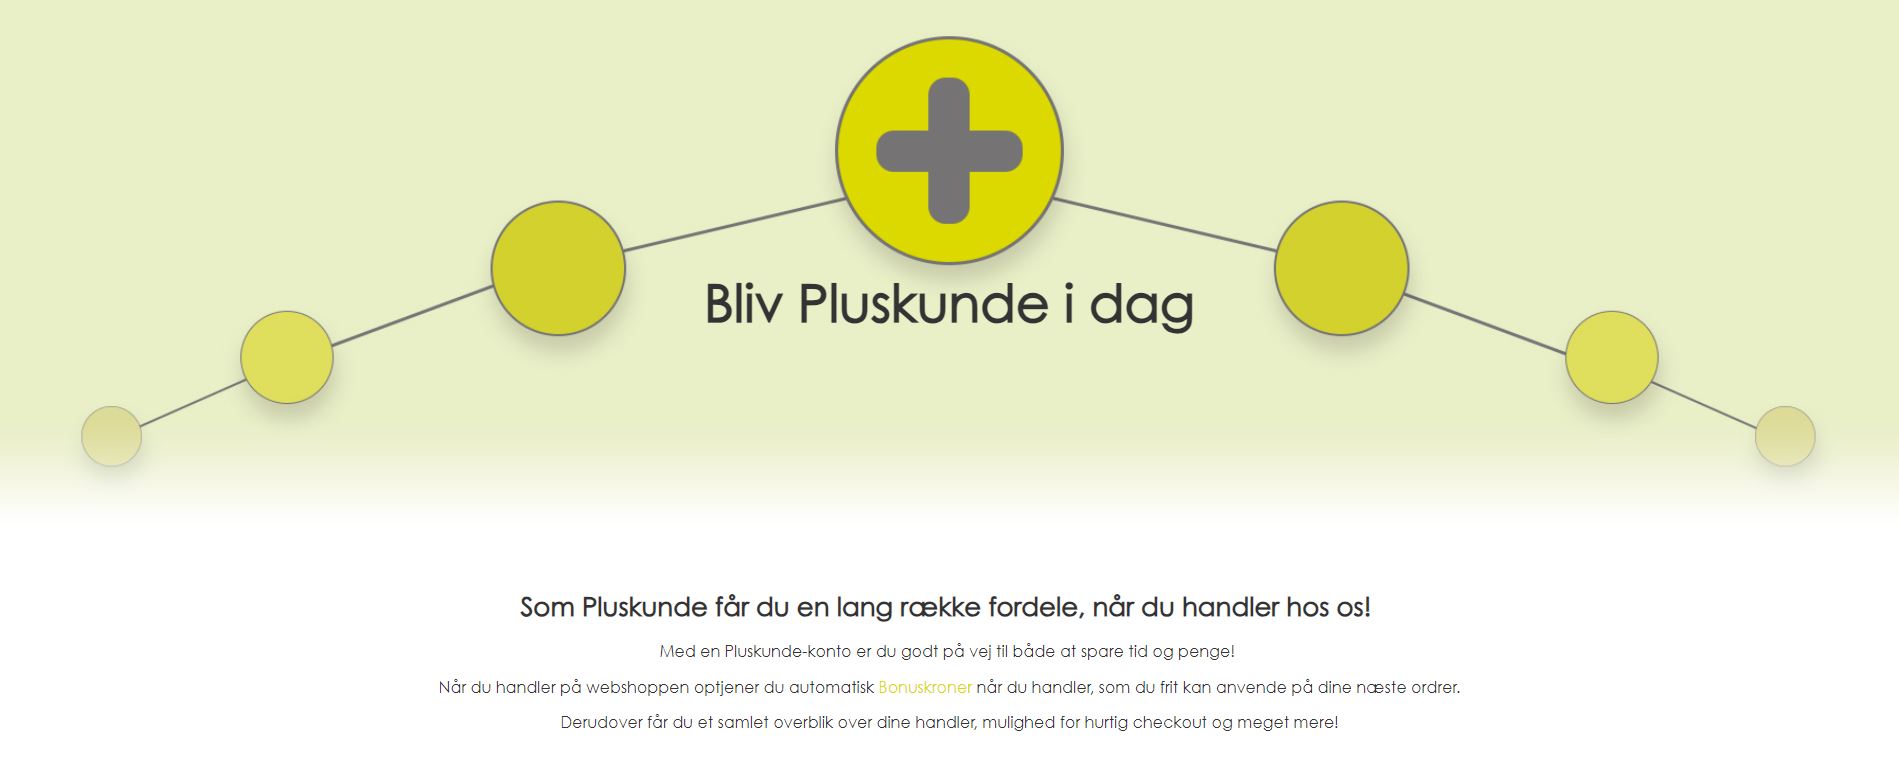 Bliv Pluskunde i dag
Som Pluskunde får du en lang række fordele, når du handler hos os!
Med en Pluskunde-konto er du godt på vej til både at spare tid og penge!
Når du handler på webshoppen optjener du automatisk Bonuskroner når du handler, som du frit kan anvende på dine næste ordrer.
Derudover får du et samlet overblik over dine handler, mulighed for hurtig checkout og meget mere!